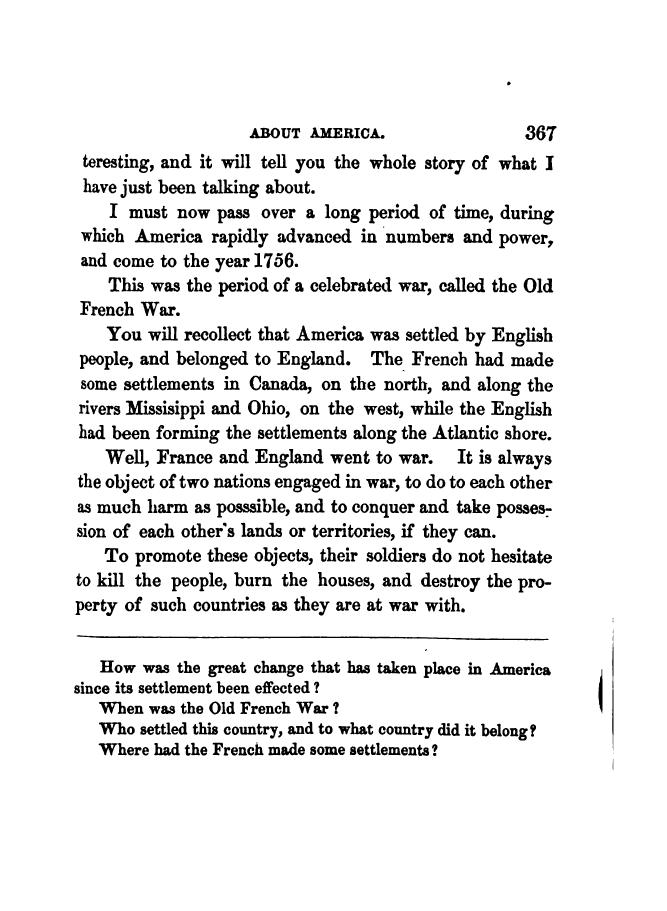 ABOUT AMERICA. 367
teresting, and it will tell you the whole story of what I
have just been talking about.
I must now pass over a long period of time, during
which America rapidly advanced in numbers and power,
and come to the year 1756.
This was the period of a celebrated war, called the Old
French War.
You will recollect that America was settled by English
people, and belonged to England. The French had made
some settlements in Canada, on the north, and along the
rivers Missisippi and Ohio, on the west, while the English
had been forming the settlements along the Atlantic shore.
Well, France and England went to war. It is always
the object of two nations engaged in war, to do to each other
as much harm as posssible, and to conquer and take posses-
sion of each other's lands or territories, if they can.
To promote these objects, their soldiers do not hesitate
to kill the people, burn the houses, and destroy the pro-
perty of such countries as they are at war with.
How was the great change that has taken place in America
since its settlement been effected?
When was the Old French War?
Who settled this country, and to what country did it belong?
Where had the French made some settlements?